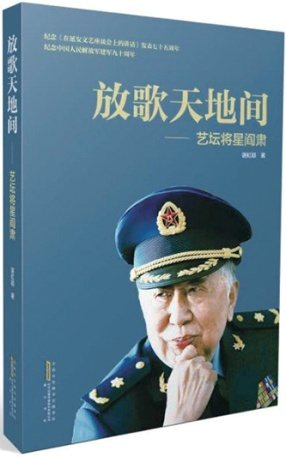 纪念《在延安文艺座谈会上的讲话》发表七十五周年
纪念中国人民解放军建军九十周年
放歌天地间
—— 艺坛将星阎肃
著
放歌天地间
——艺坛将星阎肃
著